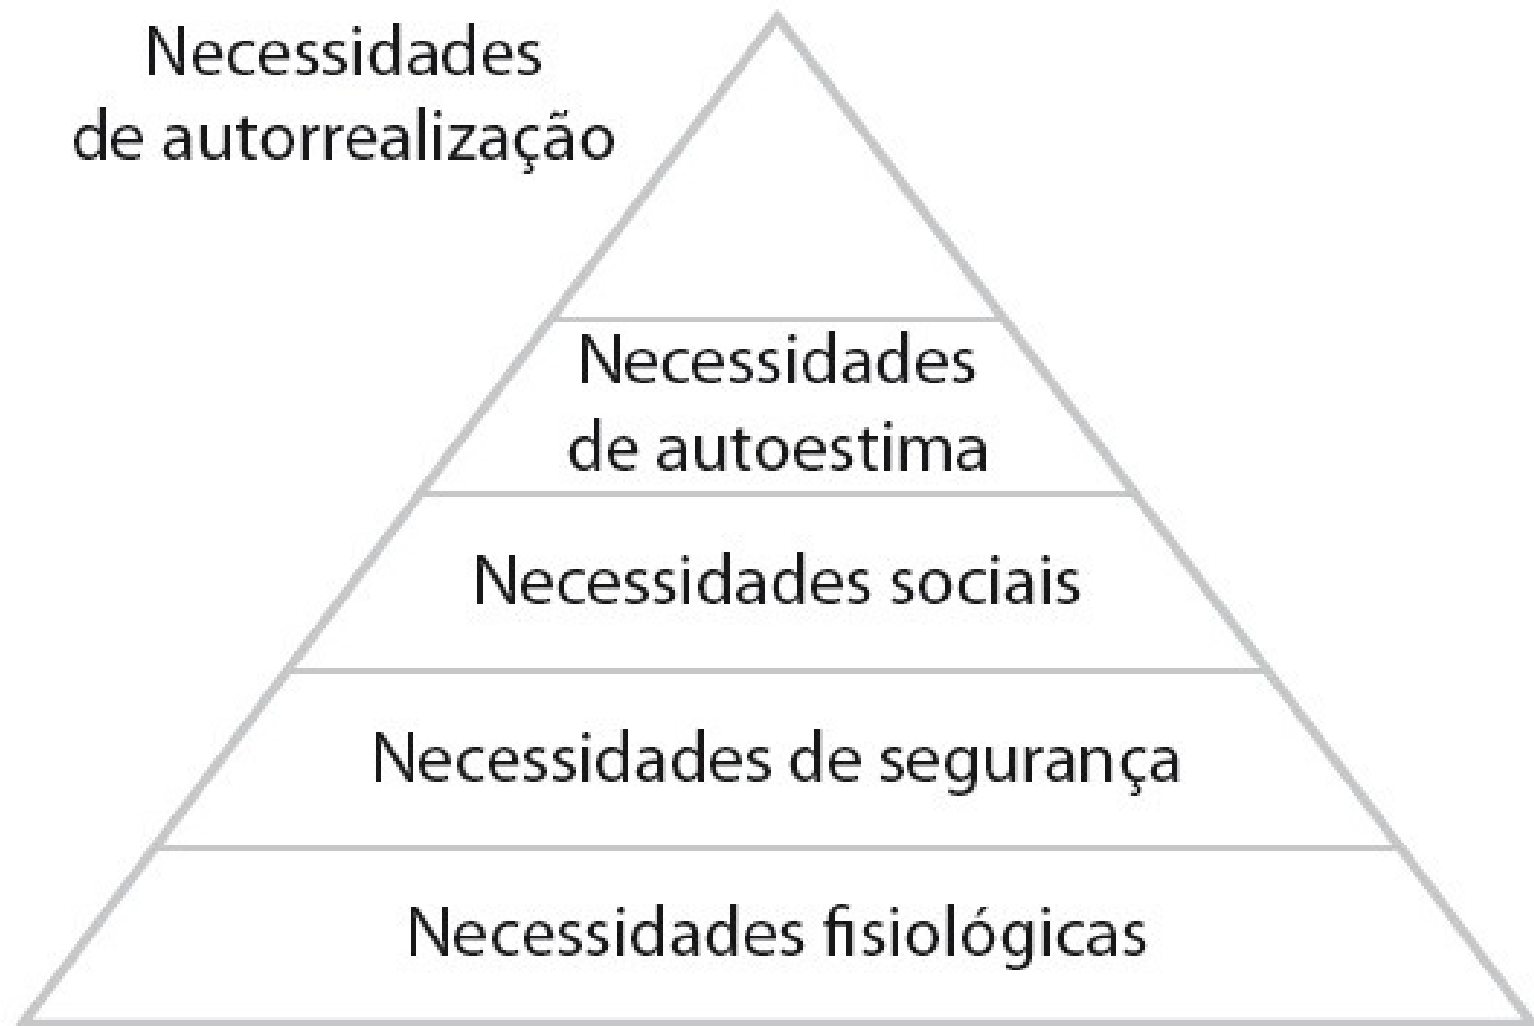 Necessidades
de autorrealização
Necessidades
de autoestima
Necessidades sociais
Necessidades de segurança
Necessidades fisiológicas